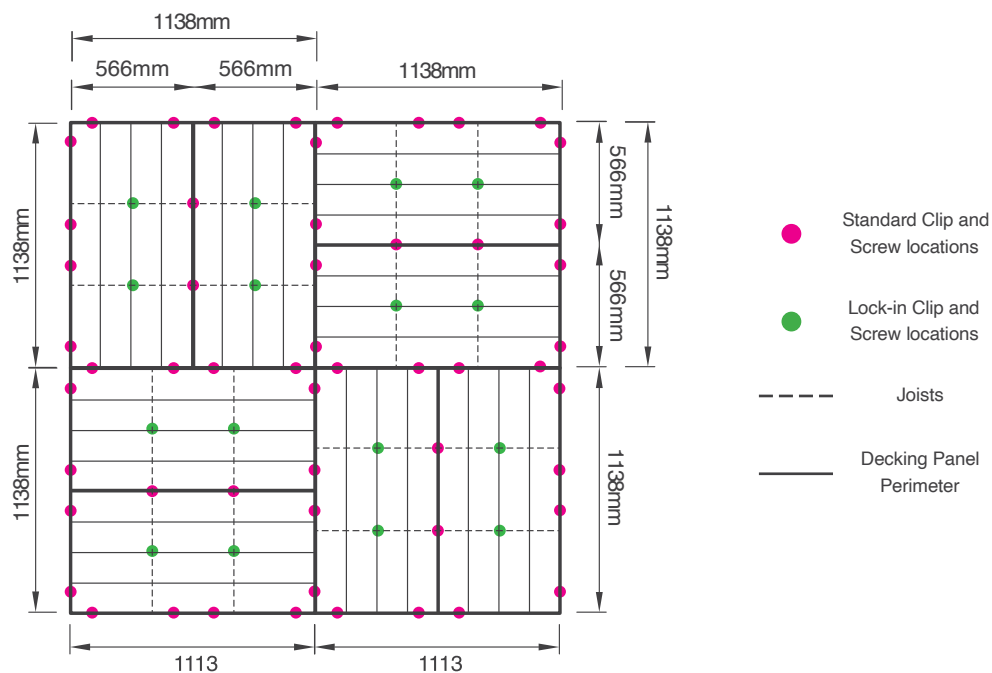 1138mm
566mm
566mm
1138mm
1138mm
566mm
1138mm
566mm
1138mm
1138mm
1113
1113
Standard Clip and
Screw locations
Lock-in Clip and
Screw locations
Joists
Decking Panel
Perimeter